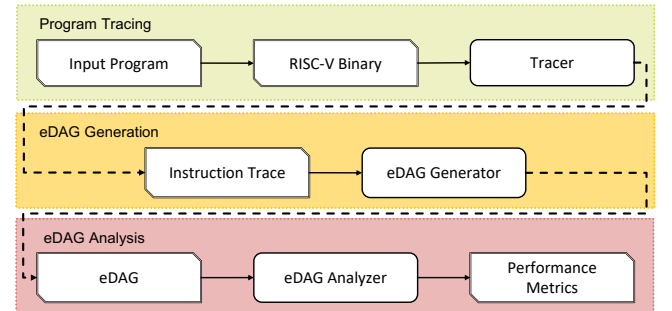 Program Tracing
Input Program
RISC-V Binary
Tracer
eDAG Generation
Instruction Trace
eDAG Generator
eDAG Analysis
eDAG
eDAG Analyzer
Performance
Metrics